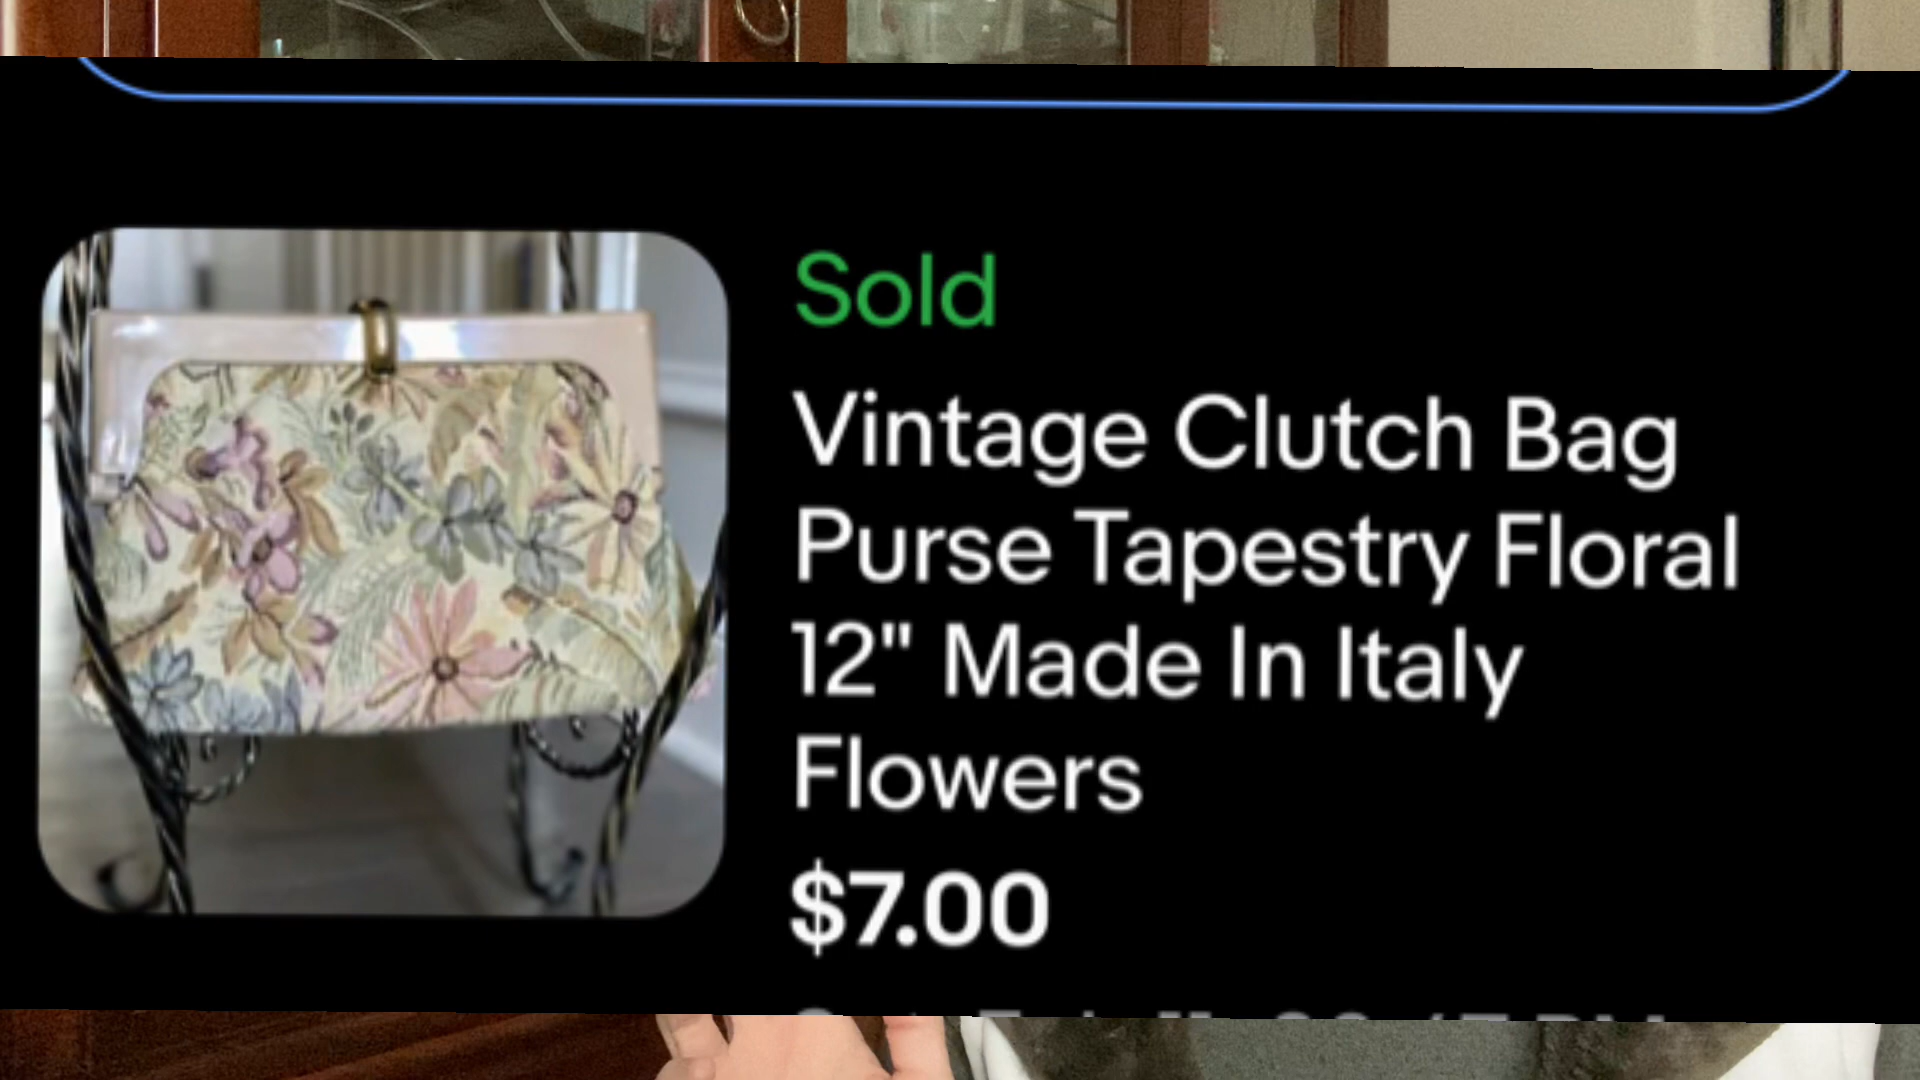 Sold
Vintage Clutch Bag
Purse Tapestry Floral
12" Made In Italy
Flowers
$7.00